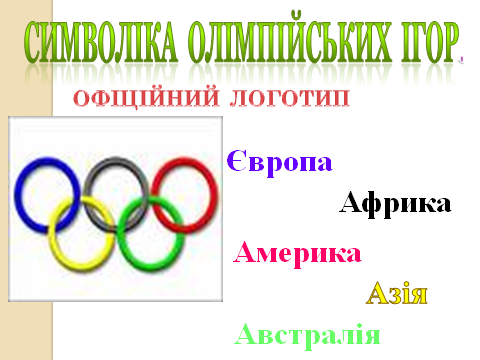 СИМВОЛІКА ОЛІМПІЙСЬКИХ ІГОР
ОФІЦІЙНИЙ ЛОГОТИП
Європа
Африка
Америка
Азія
Австралія